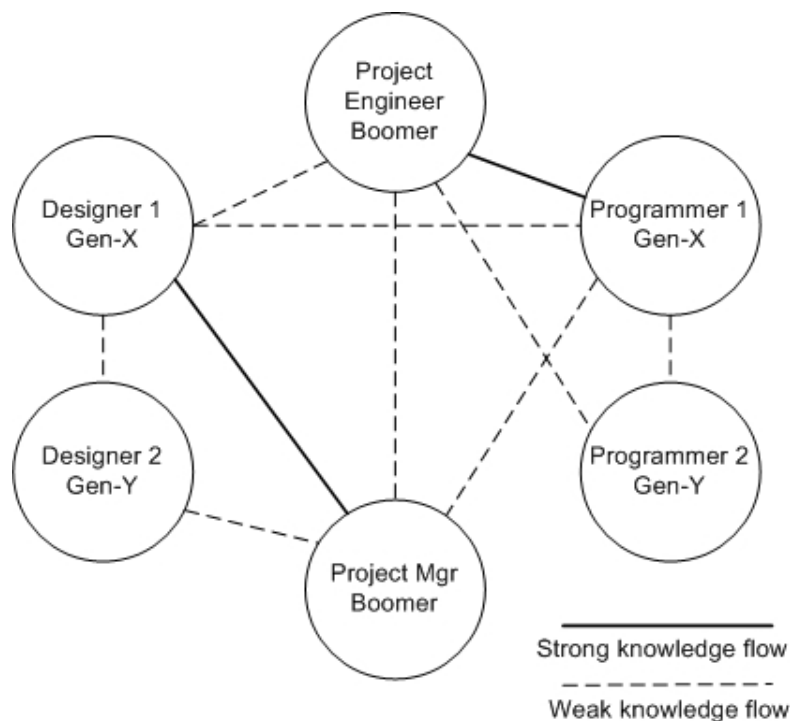 Project
Engineer
Boomer
Designer 1
Gen-X
Programmer 1
Gen-X
Designer 2
Gen-Y
Programmer 2
Gen-Y
Project Mgr
Boomer
Strong knowledge flow
Weak knowledge flow